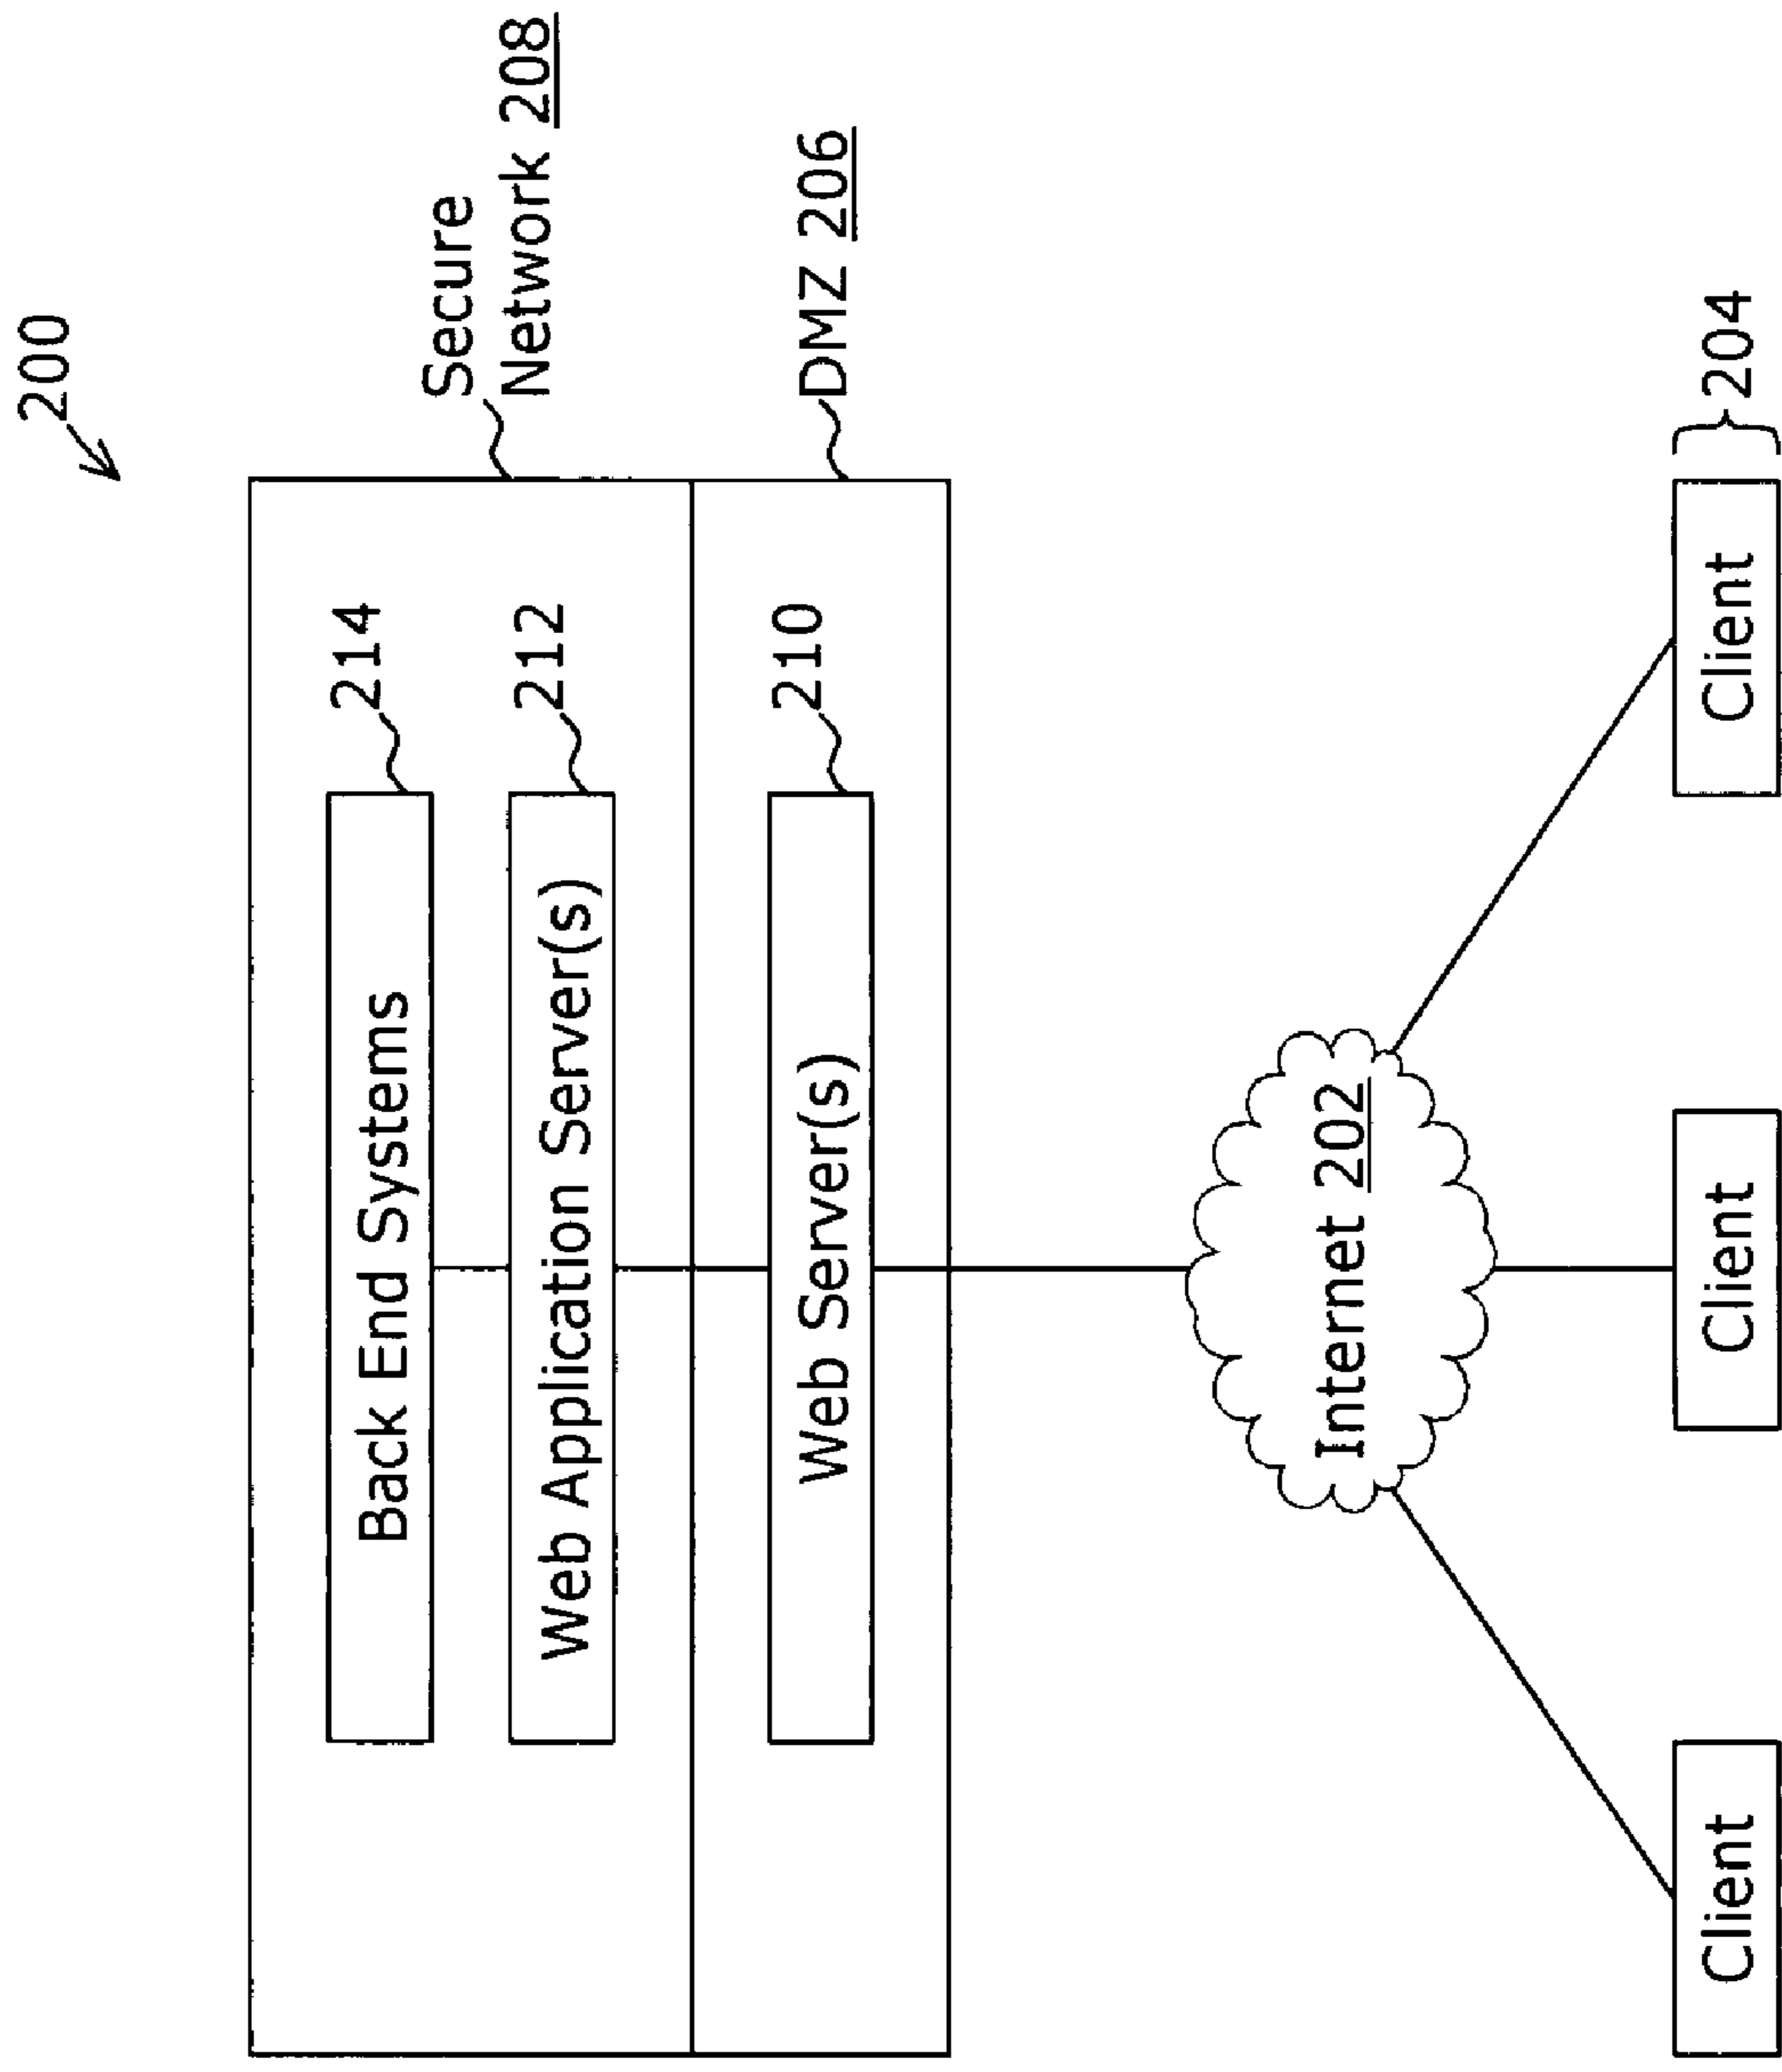 200
Secure
Network 208
214
Back End Systems
212
Web Application Server(s)
DMZ 206
210
Web Server(s)
Internet 202
Client
Client
Client
204